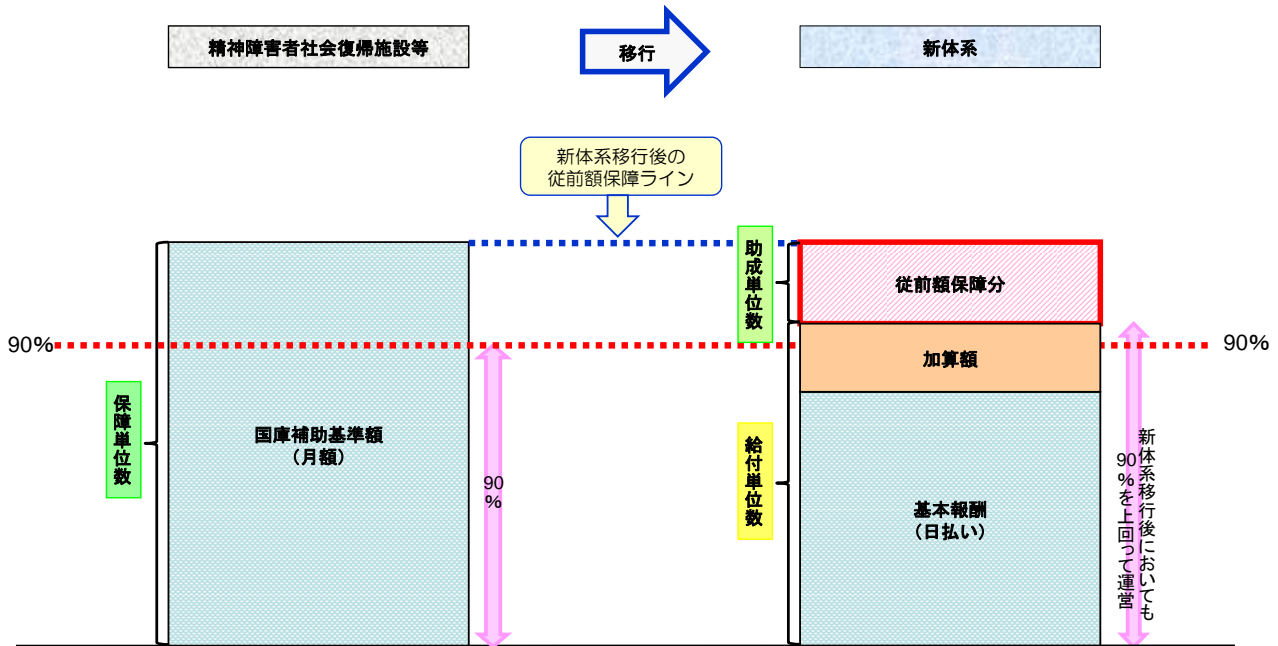 精神障害者社会復帰施設等
移行
新体系
新体系移行後の
従前額保障ライン
助成単位数
従前額保障分
90%
90%
加算額
保障単位数
国庫補助基準額
（月額）
90%
給付単位数
基本報酬
（日払い）
新体系移行後においても
90%を上回って運営